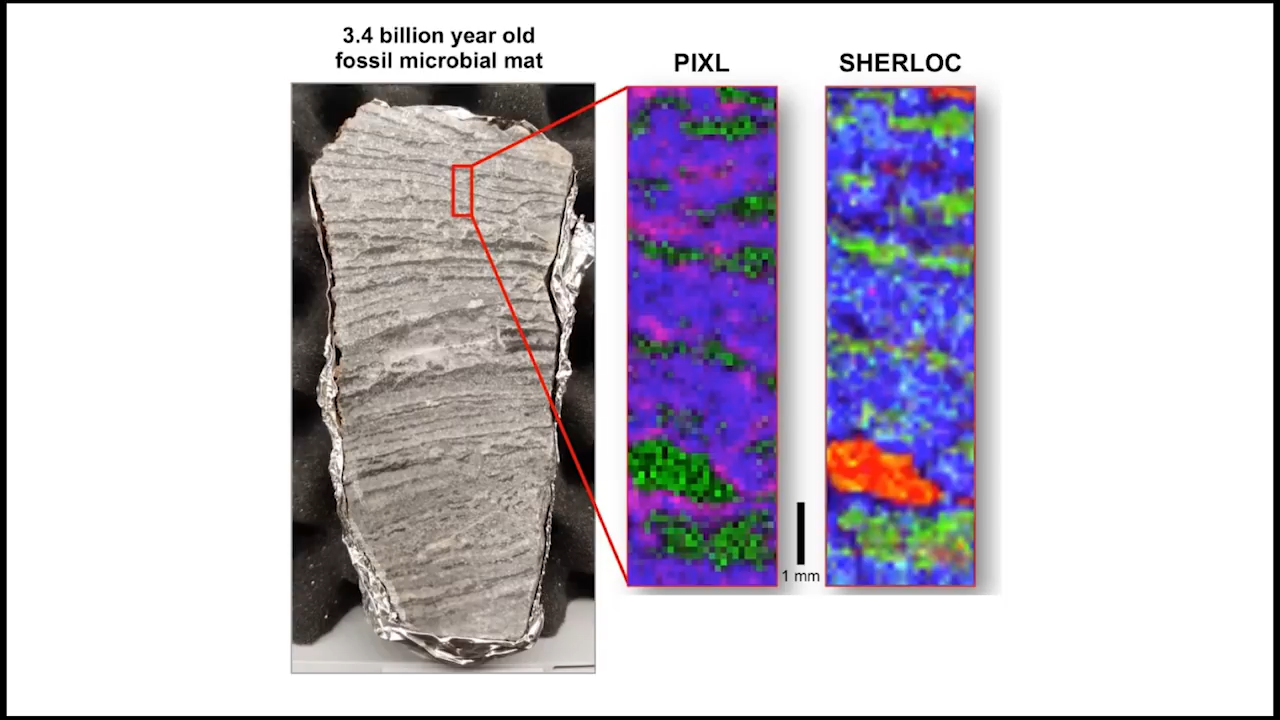 3.4 billion year old
fossil microbial mat
PIXL
SHERLOC
1 mm